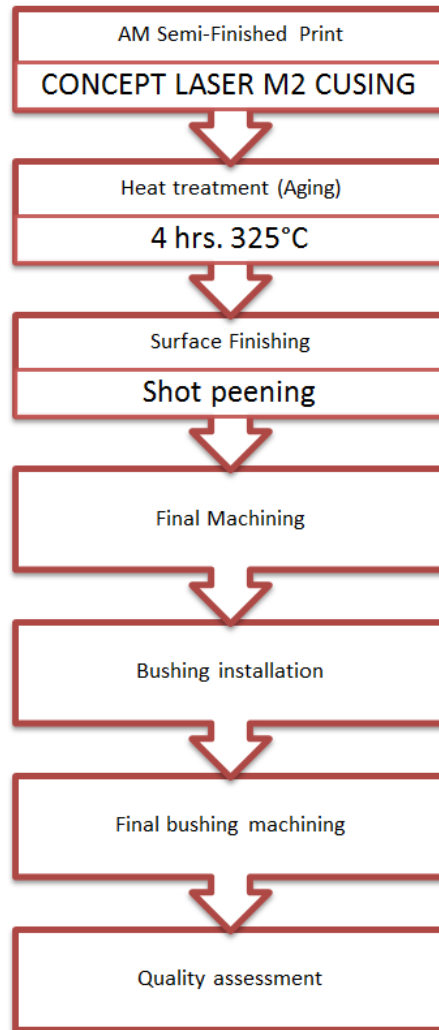 AM Semi-Finished Print
CONCEPT LASER M2 CUSING
Heat treatment (Aging)
4 hrs. 325°C
Surface Finishing
Shot peening
Final Machining
Bushing installation
Final bushing machining
Quality assessment